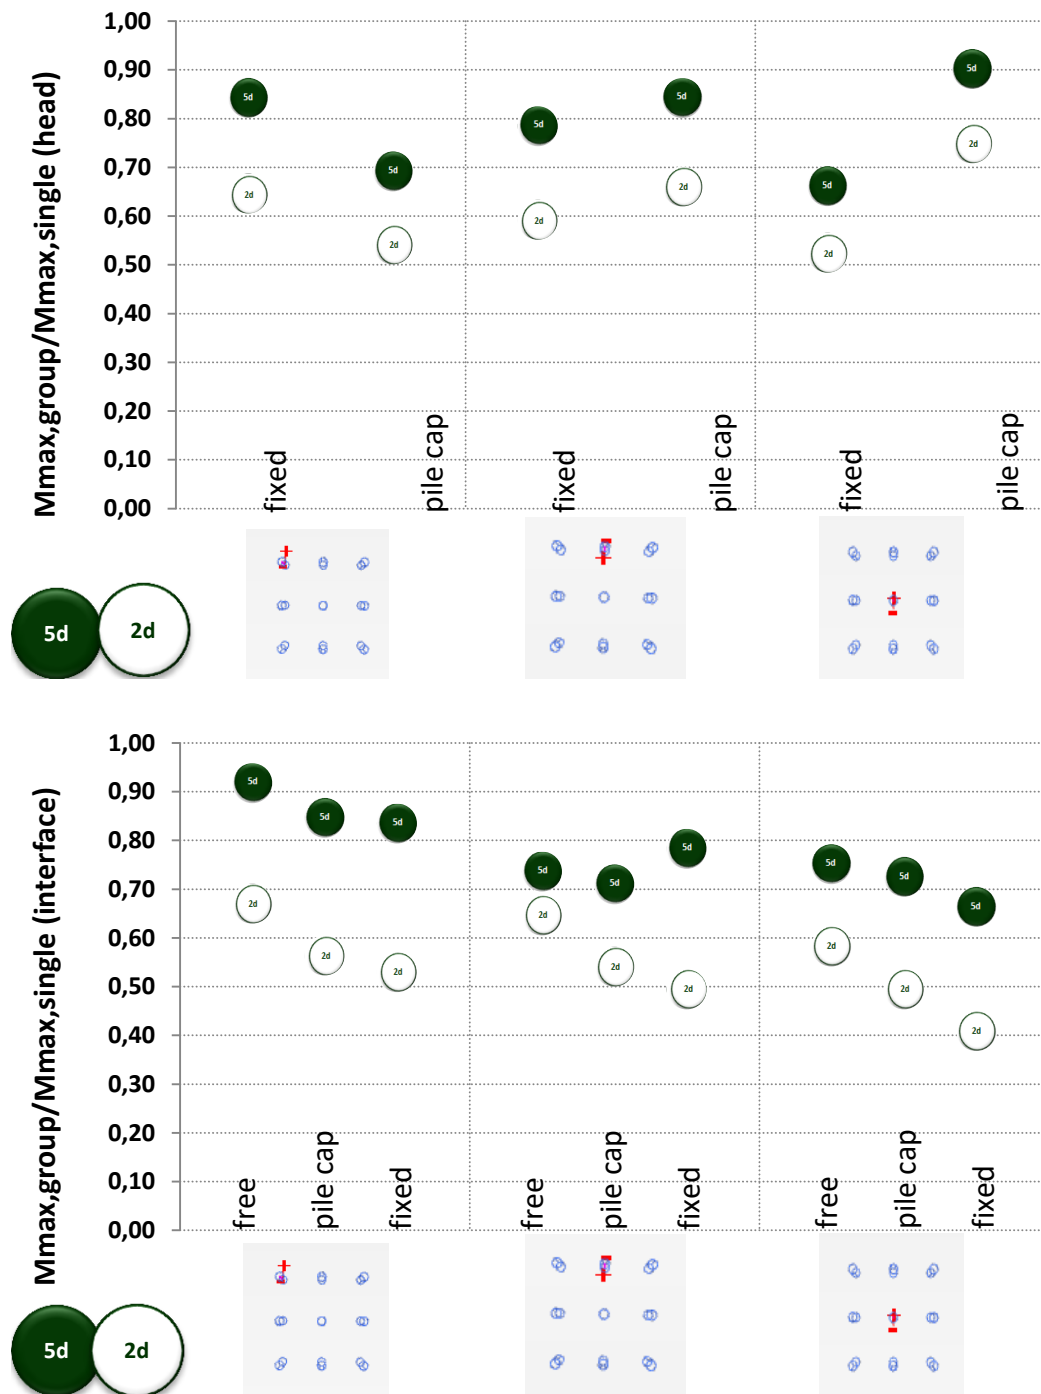 Mmax,group/Mmax,single (head)
1,00
0,90
0,80
0,70
0,60
0,50
0,40
0,30
0,20
0,10
0,00
5d
2d
5d
2d
5d
2d
5d
2d
5d
2d
5d
2d
fixed
pile cap
fixed
pile cap
fixed
pile cap
5d
2d
Mmax,group/Mmax,single (interface)
1,00
0,90
0,80
0,70
0,60
0,50
0,40
0,30
0,20
0,10
0,00
5d
2d
5d
2d
5d
2d
5d
2d
5d
2d
5d
2d
5d
2d
5d
2d
5d
2d
free
pile cap
fixed
free
pile cap
fixed
free
pile cap
fixed
5d
2d